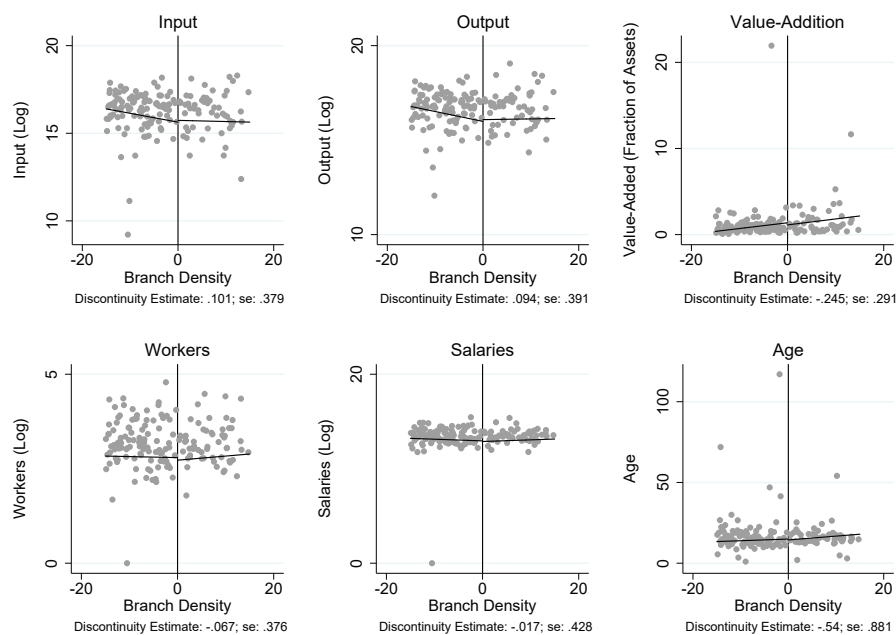 Input
20
15
10
Input (Log)
-20
0
20
Branch Density
Discontinuity Estimate: .101; se: .379
Output
20
10
Output (Log)
-20
0
20
Branch Density
Discontinuity Estimate: .094; se: .391
Value-Addition
20
10
0
Value-Added (Fraction of Assets)
-20
0
20
Branch Density
Discontinuity Estimate: -.245; se: .291
Workers
5
0
Workers (Log)
-20
0
20
Branch Density
Discontinuity Estimate: -.067; se: .376
Salaries
20
0
Salaries (Log)
-20
0
20
Branch Density
Discontinuity Estimate: -.017; se: .428
Age
100
50
0
Age
-20
0
20
Branch Density
Discontinuity Estimate: -.54; se: .881